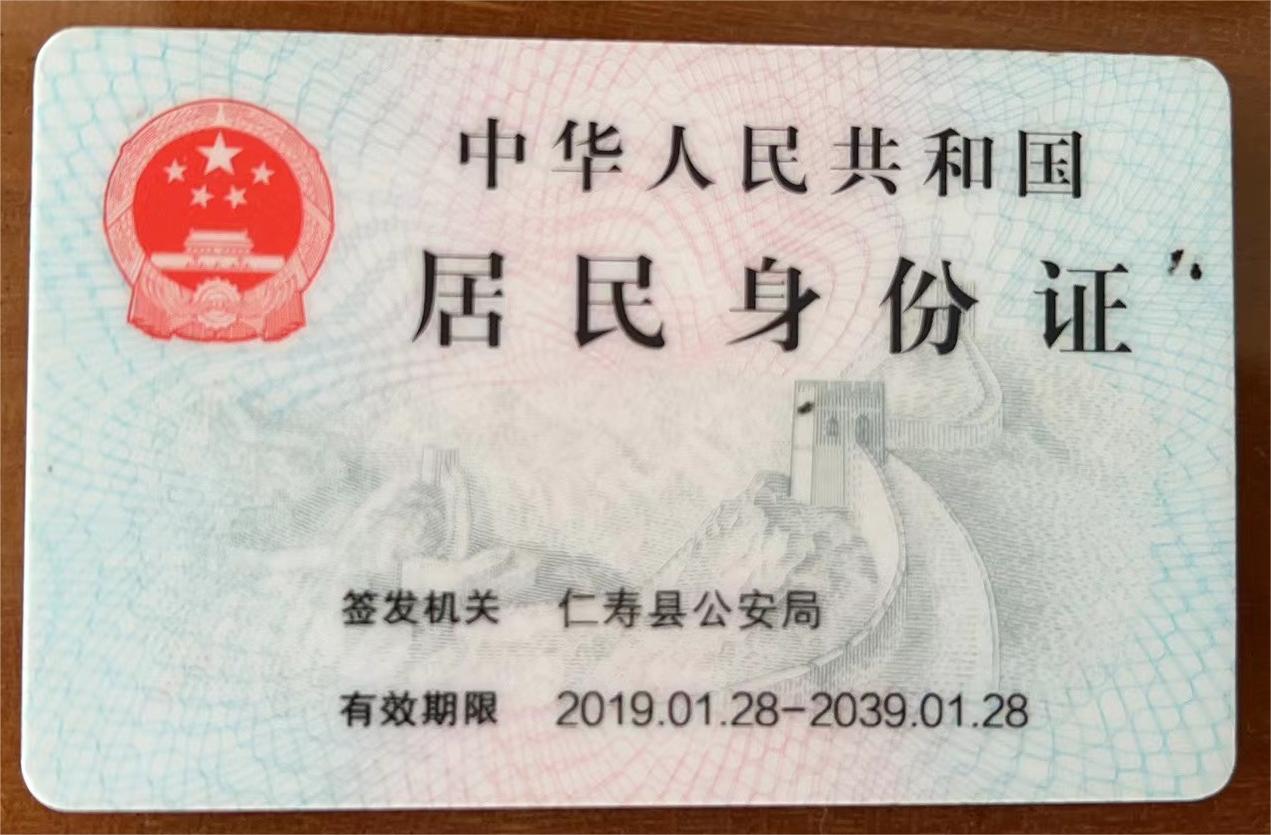 中华人民共和国
居民身份证
签发机关 仁寿县公安局
有效期限 2019.01.28-2039.01.28